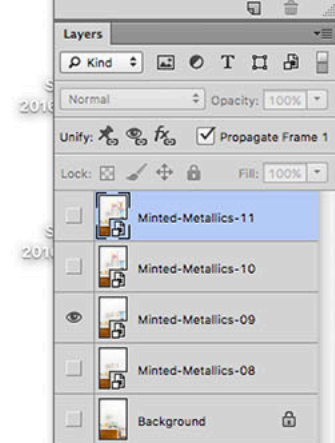 Layers
Kind
Normal Opacity: 100%
Unify: Propagate Frame 1
Lock: Fill: 100%
Minted-Metallics-11
Minted-Metallics-10
Minted-Metallics-09
Minted-Metallics-08
Background